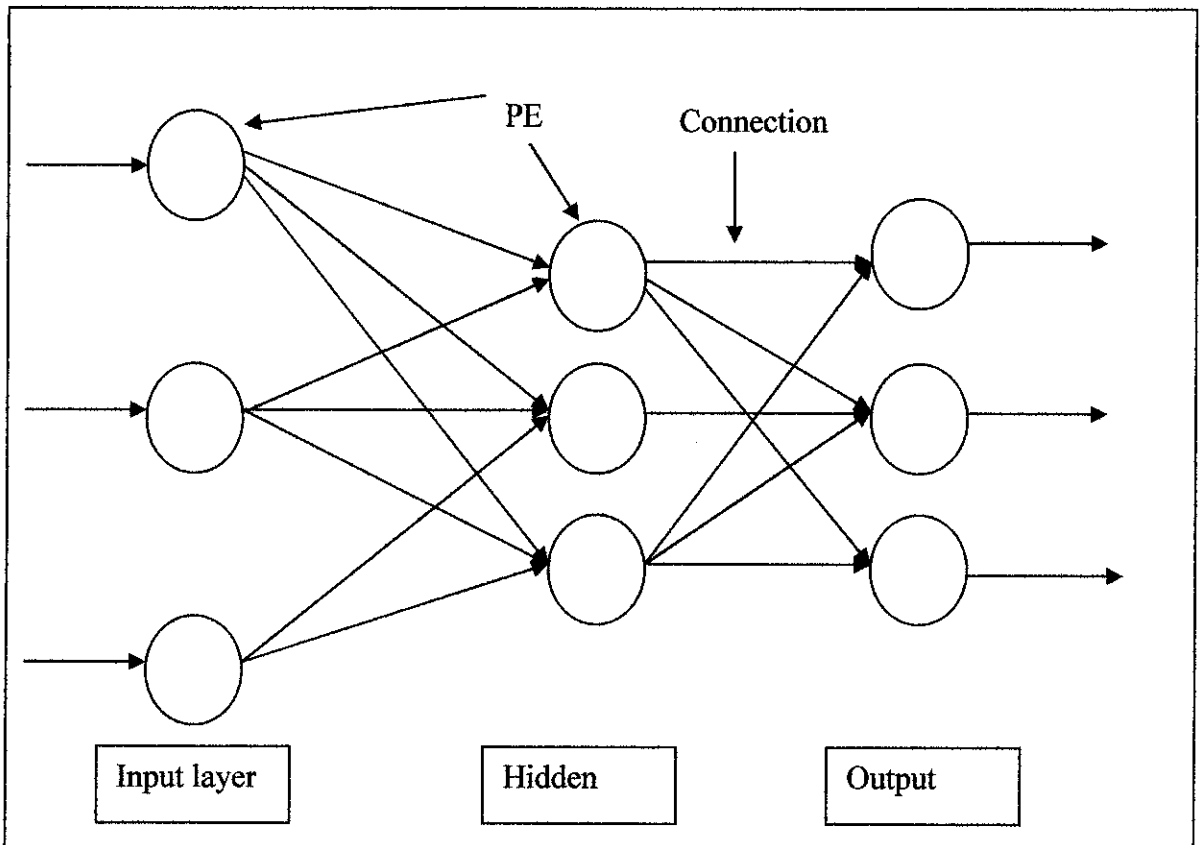 PE
Connection
Input layer
Hidden
Output